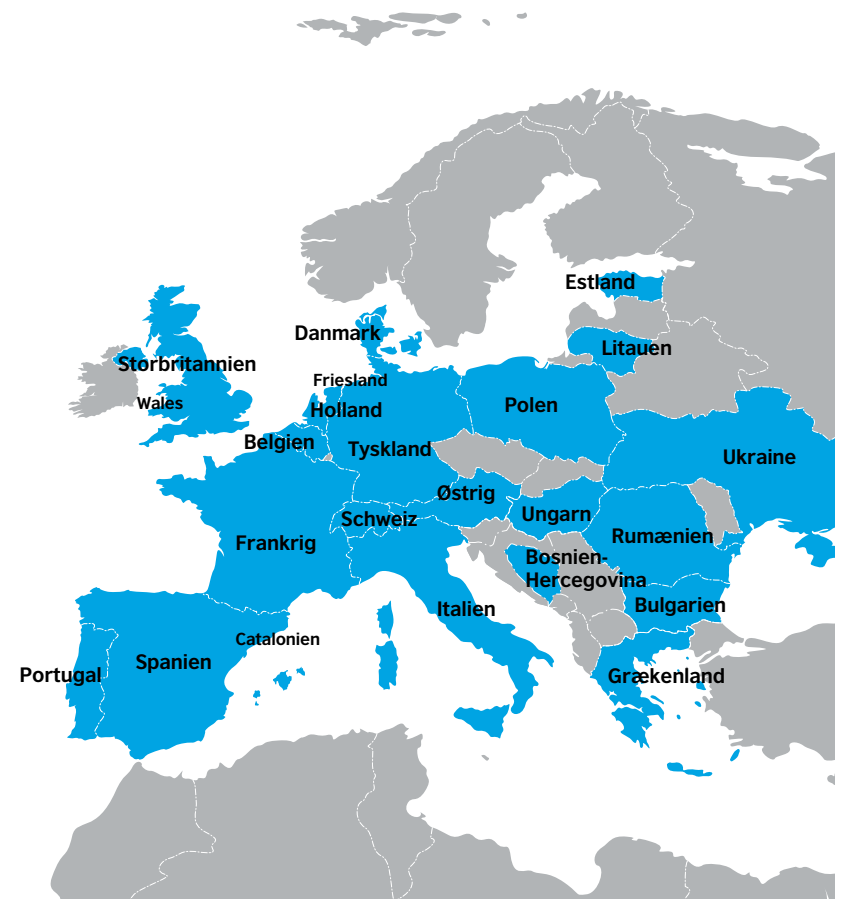 Estland
Danmark
Litauen
Storbritannien
Friesland
Wales
Holland
Polen
Belgien
Tyskland
Ukraine
Østrig
Schweiz
Ungarn
Frankrig
Rumænien
Bosnien-
Hercegovina
Italien
Bulgarien
Catalonien
Spanien
Portugal
Grækenland